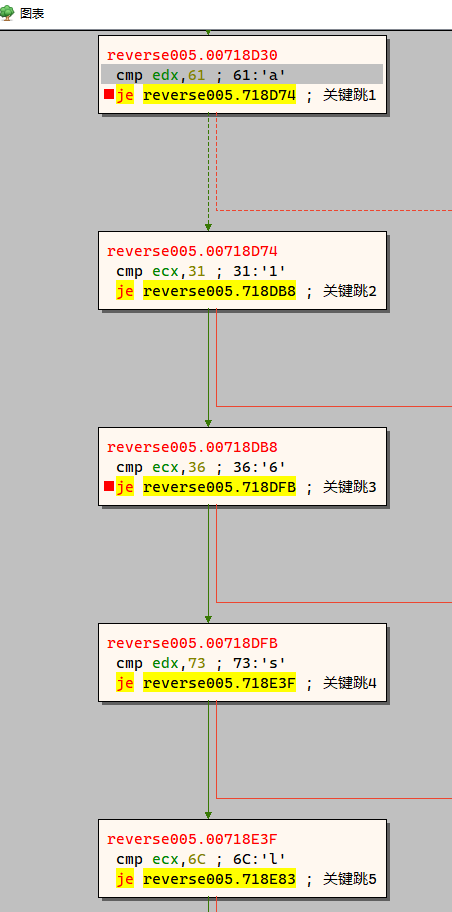 图表
reverse005.00718D30
cmp edx,61 ; 61:'a'
je reverse005.718D74 ; 关键跳1
reverse005.00718D74
cmp ecx,31 ; 31:'1'
je reverse005.718DB8 ; 关键跳2
reverse005.00718DB8
cmp ecx,36 ; 36:'6'
je reverse005.718DFB ; 关键跳3
reverse005.00718DFB
cmp edx,73 ; 73:'s'
je reverse005.718E3F ; 关键跳4
reverse005.00718E3F
cmp ecx,6C ; 6C:'l'
je reverse005.718E83 ; 关键跳5